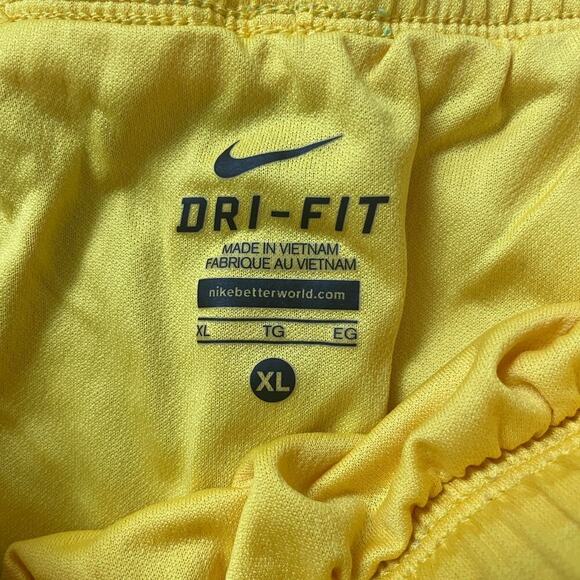 DRI-FIT
MADE IN VIETNAM
FABRIQUE AU VIETNAM
nikebetterworld.com
XL TG EG
XL